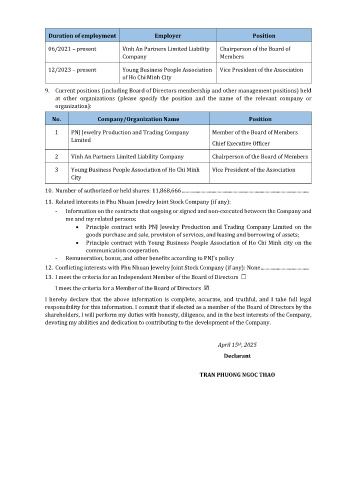 Duration of employment Employer Position
06/2021 – present Vinh An Partners Limited Liability Chairperson of the Board of
Company Members
12/2023 – present Young Business People Association Vice President of the Association
of Ho Chi Minh City
9. Current positions (including Board of Directors membership and other management positions) held
at other organizations (please specify the position and the name of the relevant company or
organization):
No. Company/Organization Name Position
1 PNJ Jewelry Production and Trading Company Member of the Board of Members
Limited Chief Executive Officer
2 Vinh An Partners Limited Liability Company Chairperson of the Board of Members
3 Young Business People Association of Ho Chi Minh Vice President of the Association
City
10. Number of authorized or held shares: 11,868,666
11. Related interests in Phu Nhuan Jewelry Joint Stock Company (if any):
- Information on the contracts that ongoing or signed and non-executed between the Company and
me and my related persons:
• Principle contract with PNJ Jewelry Production and Trading Company Limited on the
goods purchase and sale, provision of services, and leasing and borrowing of assets;
• Principle contract with Young Business People Association of Ho Chi Minh city on the
communication cooperation.
- Remuneration, bonus, and other benefits according to PNJ's policy
12. Conflicting interests with Phu Nhuan Jewelry Joint Stock Company (if any): None
13. I meet the criteria for an Independent Member of the Board of Directors ☐
I meet the criteria for a Member of the Board of Directors ☒
I hereby declare that the above information is complete, accurate, and truthful, and I take full legal
responsibility for this information. I commit that if elected as a member of the Board of Directors by the
shareholders, I will perform my duties with honesty, diligence, and in the best interests of the Company,
devoting my abilities and dedication to contributing to the development of the Company.
April 15th, 2025
Declarant
TRAN PHUONG NGOC THAO